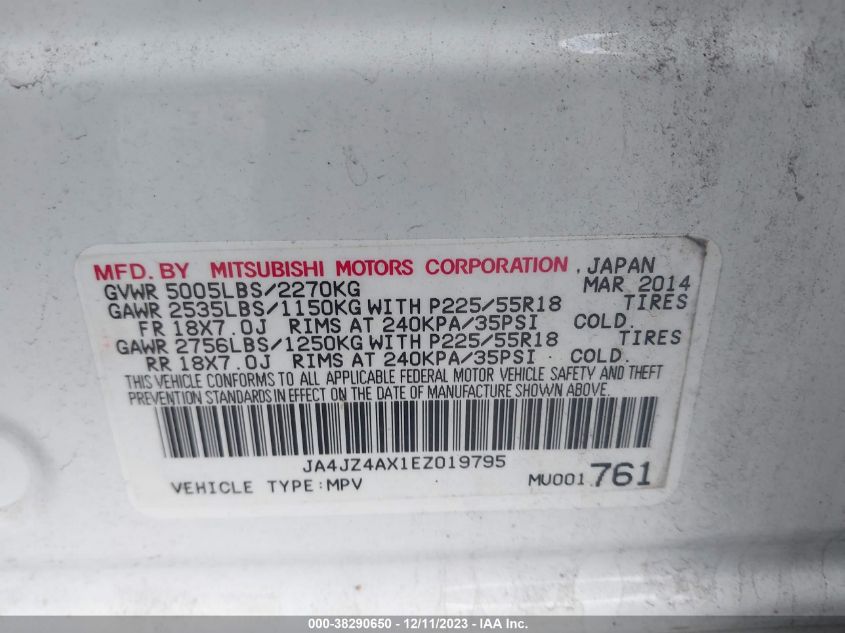 MFD. BY MITSUBISHI MOTORS CORPORATION , JAPAN
GVWR 5005LBS/2270KG MAR 2014
GAWR 2535LBS/1150KG WITH P225/55R18 TIRES
FR 18X7.0J RIMS AT 240KPA/35PSI COLD.
GAWR 2756LBS/1250KG WITH P225/55R18 TIRES
RR 18X7.0J RIMS AT 240KPA/35PSI COLD.
THIS VEHICLE CONFORMS TO ALL APPLICABLE FEDERAL MOTOR VEHICLE SAFETY AND THEFT
PREVENTION STANDARDS IN EFFECT ON THE DATE OF MANUFACTURE SHOWN ABOVE.
JA4JZ4AX1EZ019795
VEHICLE TYPE:MPV MU001 761
000-38290650 - 12/11/2023 - IAA Inc.